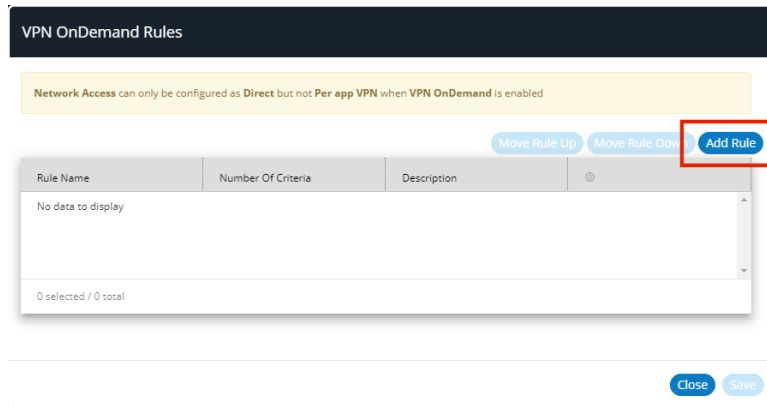 VPN OnDemand Rules
Network Access can only be configured as Direct but not Per app VPN when VPN OnDemand is enabled
Move Rule Up Move Rule Down Add Rule
Rule Name Number Of Criteria Description
No data to display
0 selected / 0 total
Close Save